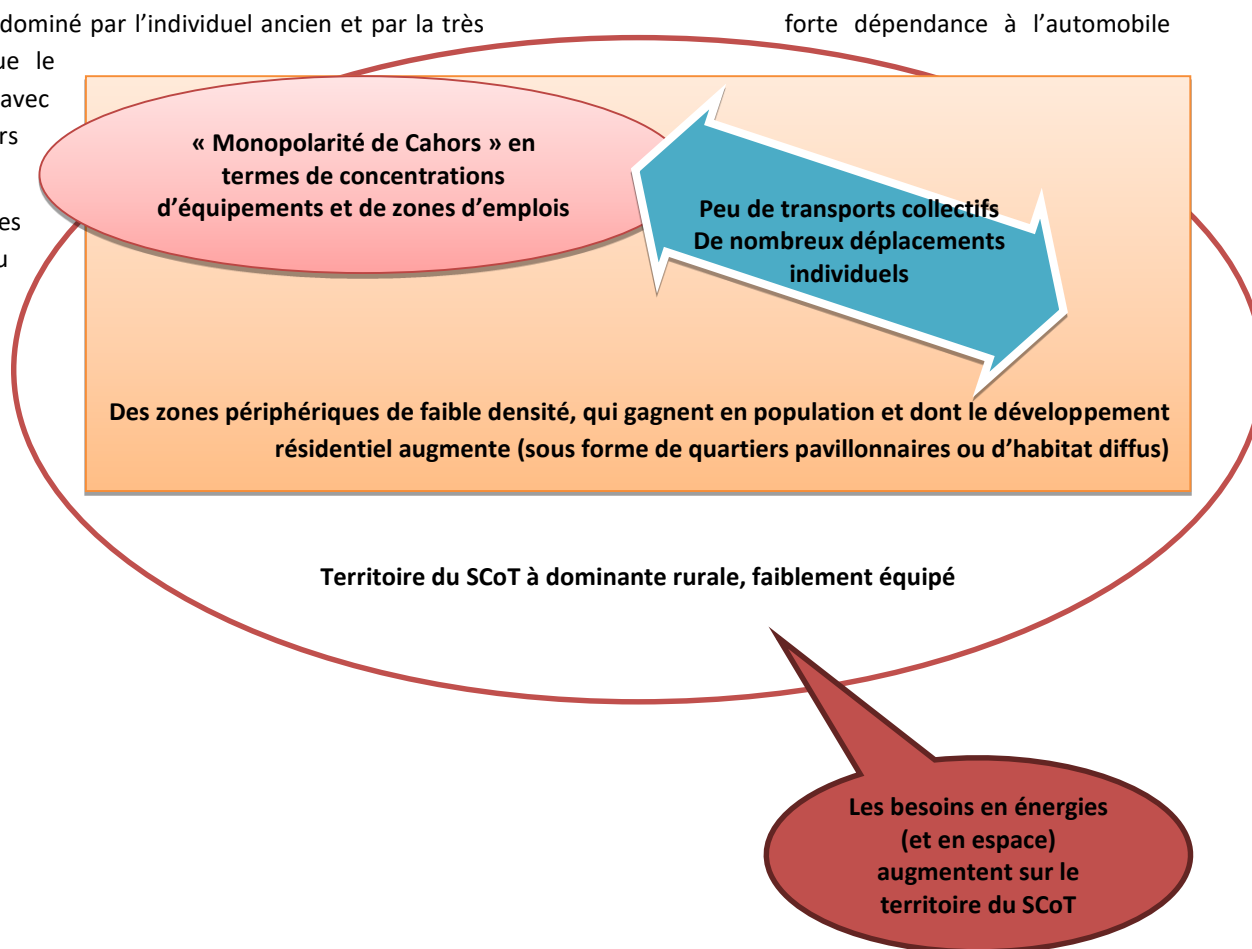 dominé par l’individuel ancien et par la très forte dépendance à l’automobile
le
avec
« Monopolarité de Cahors » en
termes de concentrations
d’équipements et de zones d’emplois
Peu de transports collectifs
De nombreux déplacements
individuels
Des zones périphériques de faible densité, qui gagnent en population et dont le développement
résidentiel augmente (sous forme de quartiers pavillonnaires ou d’habitat diffus)
Territoire du SCoT à dominante rurale, faiblement équipé
Les besoins en énergies
(et en espace)
augmentent sur le
territoire du SCoT